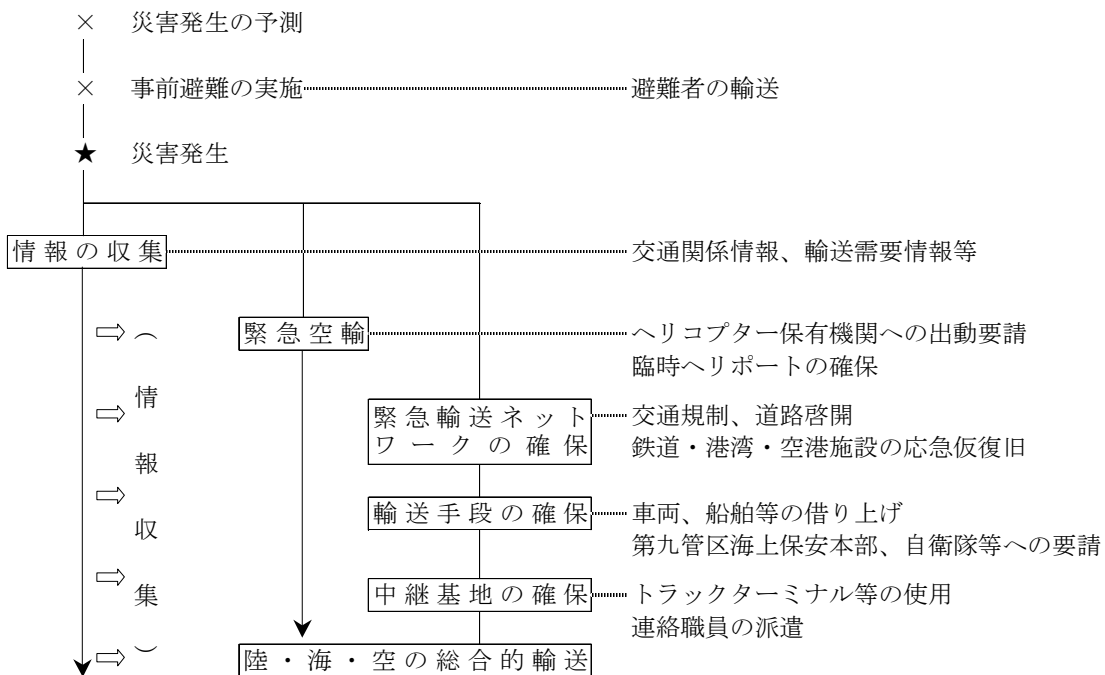 × 災害発生の予測
× 事前避難の実施 避難者の輸送
★ 災害発生
情報の収集 交通関係情報、輸送需要情報等
緊急空輸 ヘリコプター保有機関への出動要請
臨時ヘリポートの確保
緊急輸送ネット
ワークの確保
交通規制、道路啓開
鉄道・港湾・空港施設の応急仮復旧
輸送手段の確保 車両、船舶等の借り上げ
第九管区海上保安本部、自衛隊等への要請
中継基地の確保 トラックターミナル等の使用
連絡職員の派遣
陸・海・空の総合的輸送
（情報収集）